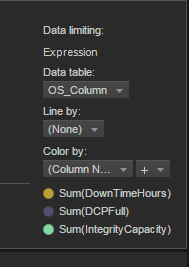 Data limiting:
Expression
Data table:
OS_Column
Line by:
(None)
Color by:
(Column N... +
Sum(DownTimeHours)
Sum(DCPFull)
Sum(IntegrityCapacity)